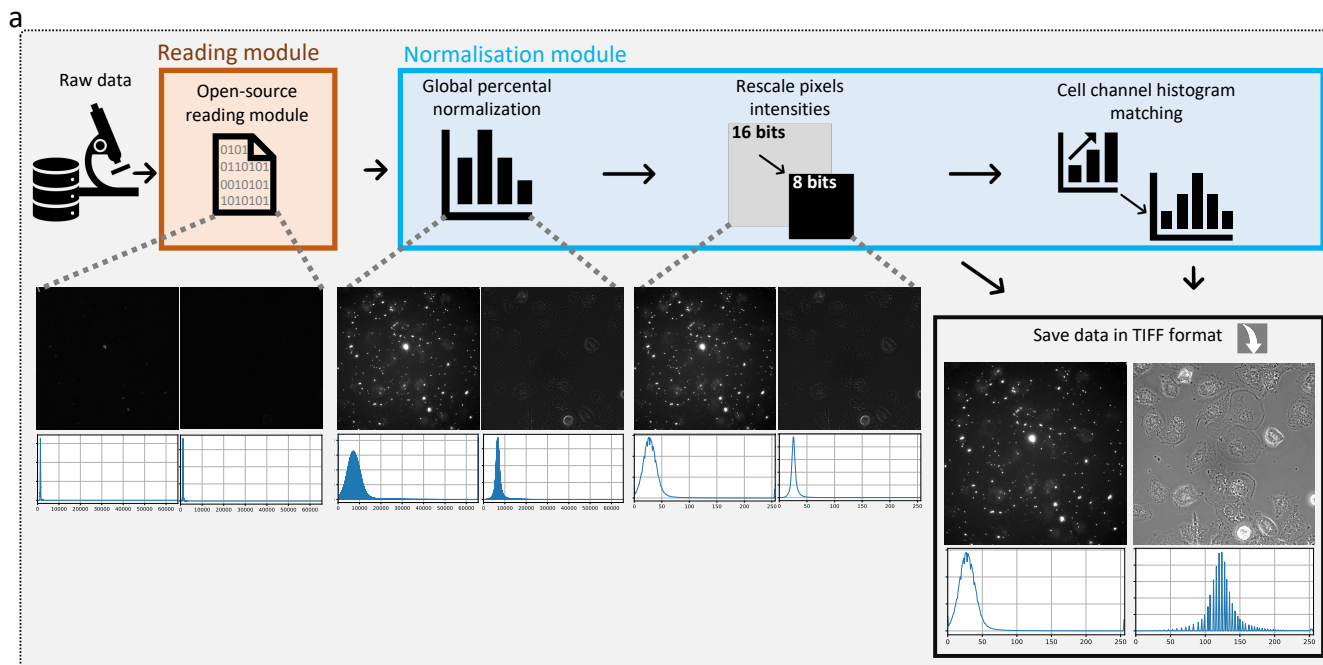 a
Reading module
Normalisation module
Raw data
Open-source
reading module
0101
0110101
0010101
1010101
Global percental
normalization
Rescale pixels
intensities
16 bits
8 bits
Cell channel histogram
matching
Save data in TIFF format
0 10000 20000 30000 40000 50000 60000
0 10000 20000 30000 40000 50000 60000
0 10000 20000 30000 40000 50000 60000
0 10000 20000 30000 40000 50000 60000
0 50 100 150 200 250
0 50 100 150 200 250
0 50 100 150 200 250
0 50 100 150 200 250